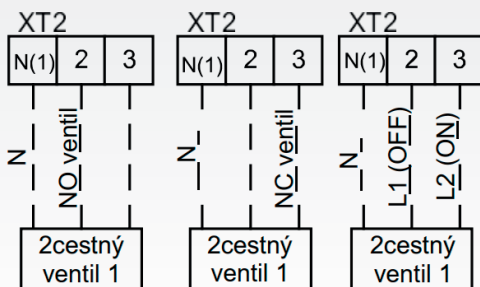 XT2
N(1) 2 3
N
NO ventil
2cestný
ventil 1
XT2
N(1) 2 3
N
NC ventil
2cestný
ventil 1
XT2
N(1) 2 3
N
L1 (OFF)
L2 (ON)
2cestný
ventil 1